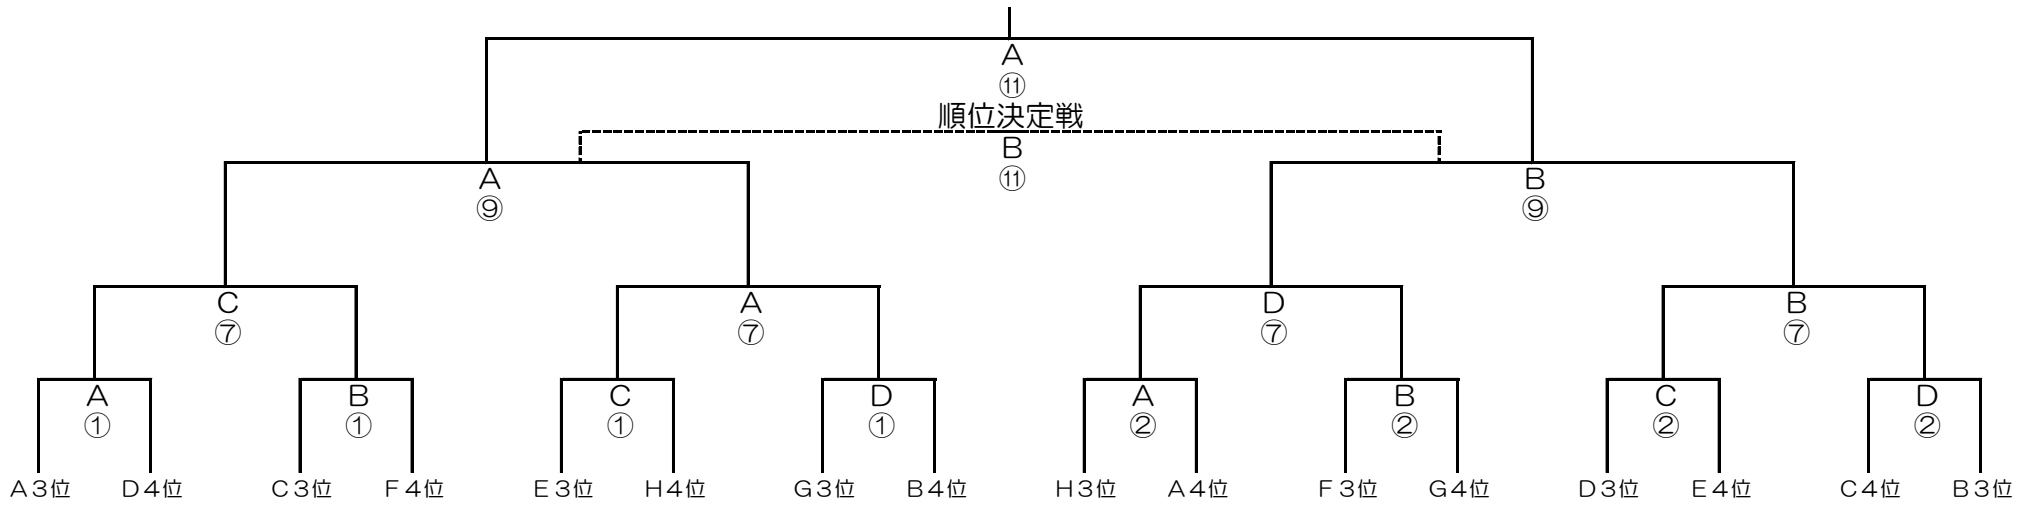 Ａ
⑪
順位決定戦
Ｂ
⑪
Ａ Ｂ
⑨ ⑨
Ｃ Ａ Ｄ Ｂ
⑦ ⑦ ⑦ ⑦
Ａ Ｂ Ｃ Ｄ Ａ Ｂ Ｃ Ｄ
① ① ① ① ② ② ② ②
Ａ３位 Ｄ４位 Ｃ３位 Ｆ４位 Ｅ３位 Ｈ４位 Ｇ３位 Ｂ４位 Ｈ３位 Ａ４位 Ｆ３位 Ｇ４位 Ｄ３位 Ｅ４位 Ｃ４位 Ｂ３位